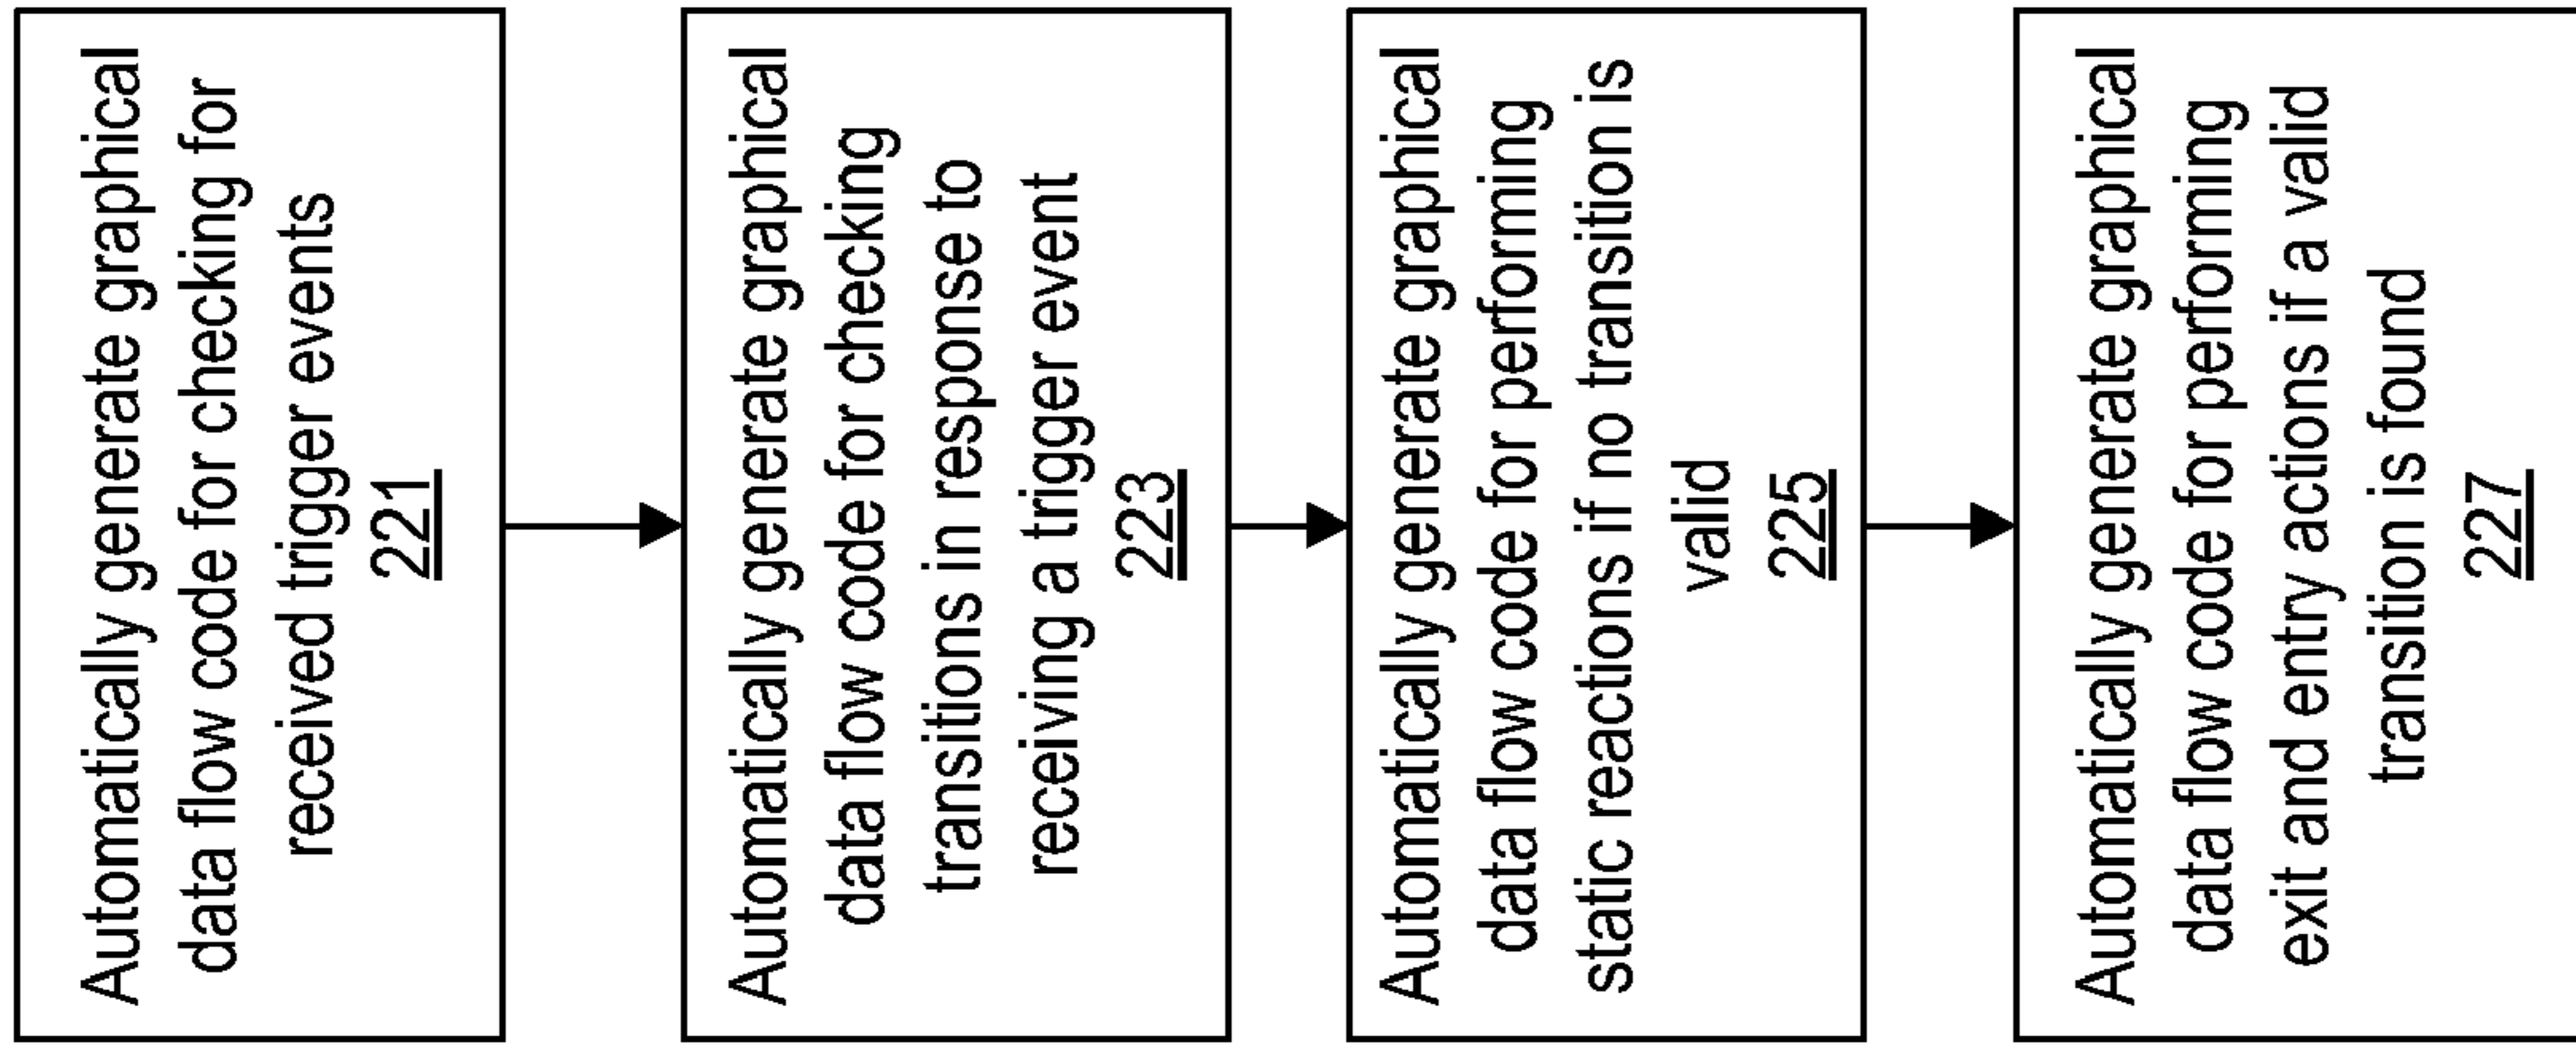 Automatically generate graphical
data flow code for checking for
received trigger events
221
Automatically generate graphical
data flow code for checking
transitions in response to
receiving a trigger event
223
Automatically generate graphical
data flow code for performing
static reactions if no transition is
valid
225
Automatically generate graphical
data flow code for performing
exit and entry actions if a valid
transition is found
227